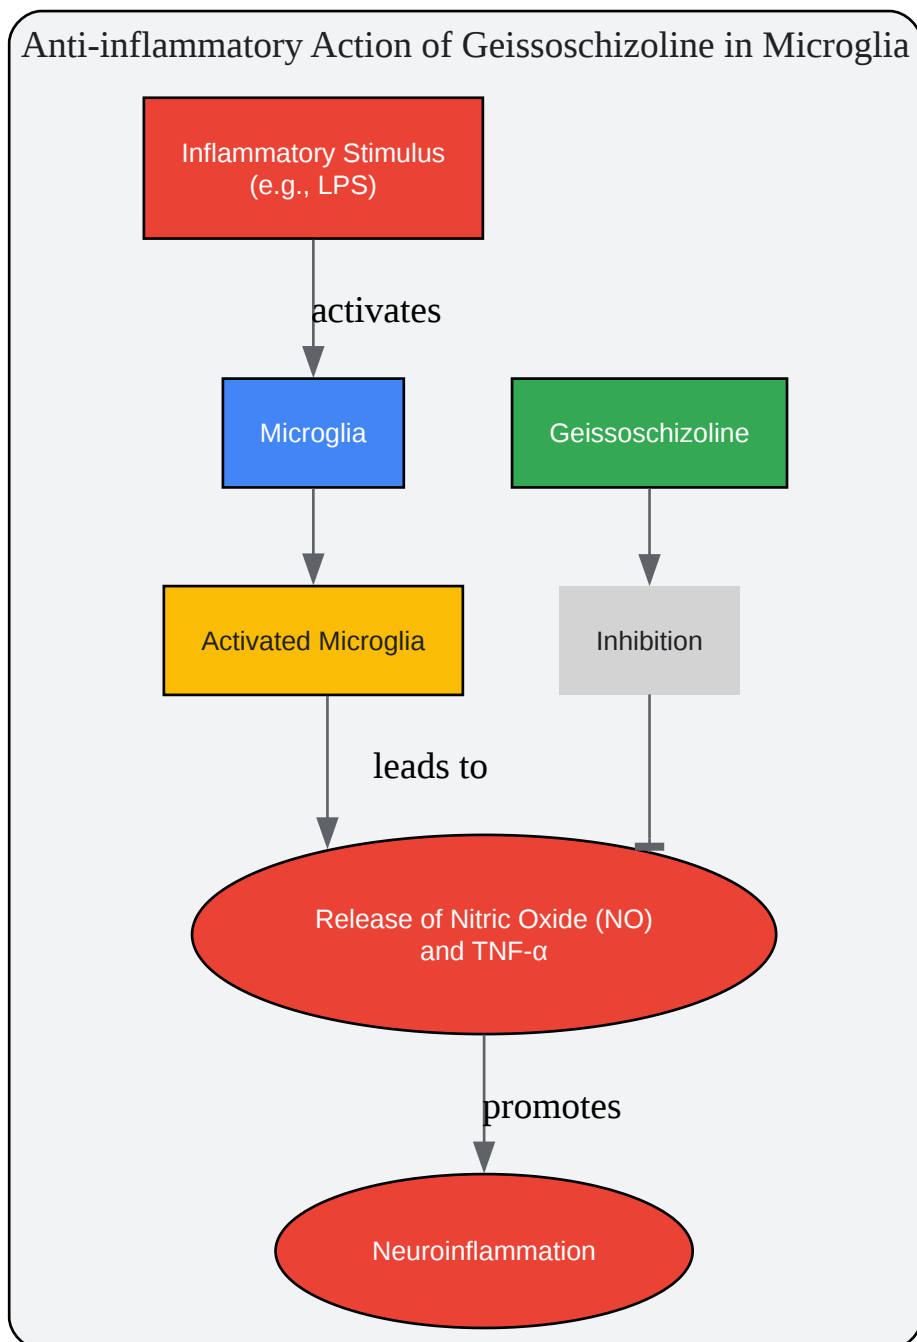 Anti-inflammatory Action of Geissoschizoline in Microglia
Inflammatory Stimulus
(e.g., LPS)
activates
Microglia
Geissoschizoline
Activated Microglia
Inhibition
leads to
Release of Nitric Oxide (NO)
and TNF-α
promotes
Neuroinflammation